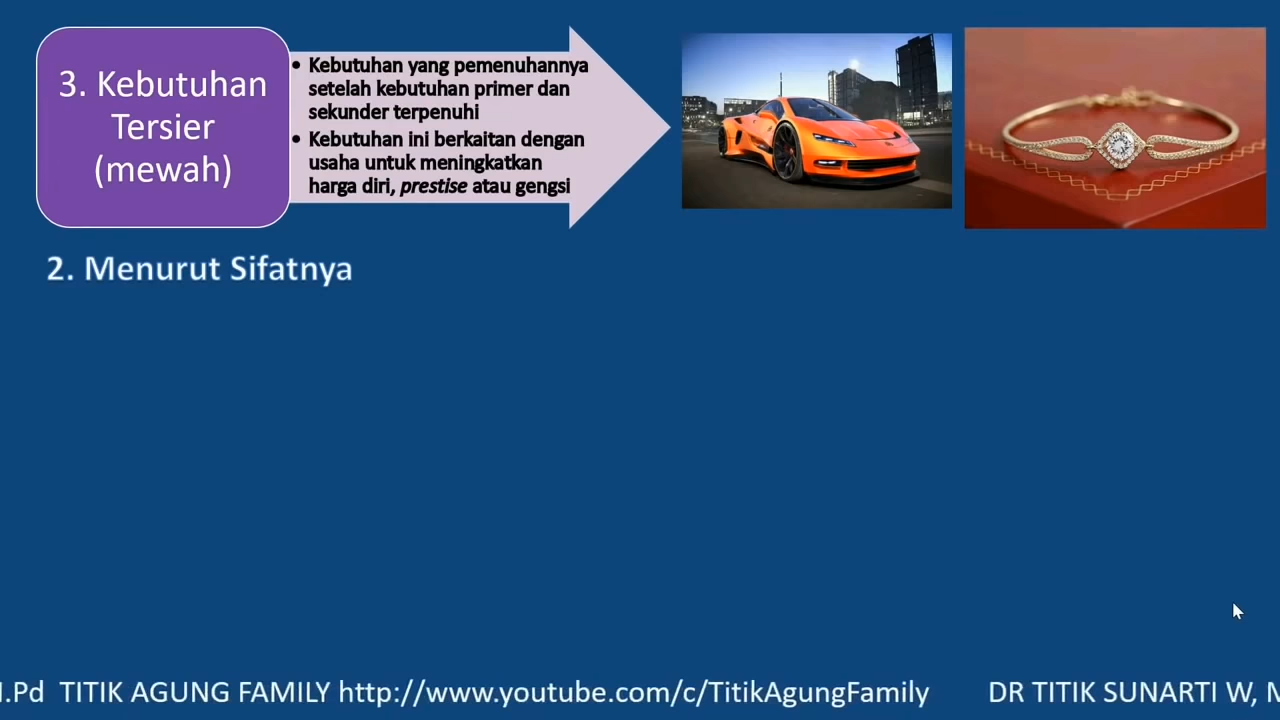 3. Kebutuhan
Tersier
(mewah)
• Kebutuhan yang pemenuhannya
setelah kebutuhan primer dan
sekunder terpenuhi
• Kebutuhan ini berkaitan dengan
usaha untuk meningkatkan
harga diri, prestise atau gengsi
2. Menurut Sifatnya
.Pd TITIK AGUNG FAMILY http://www.youtube.com/c/TitikAgungFamily DR TITIK SUNARTI W, M